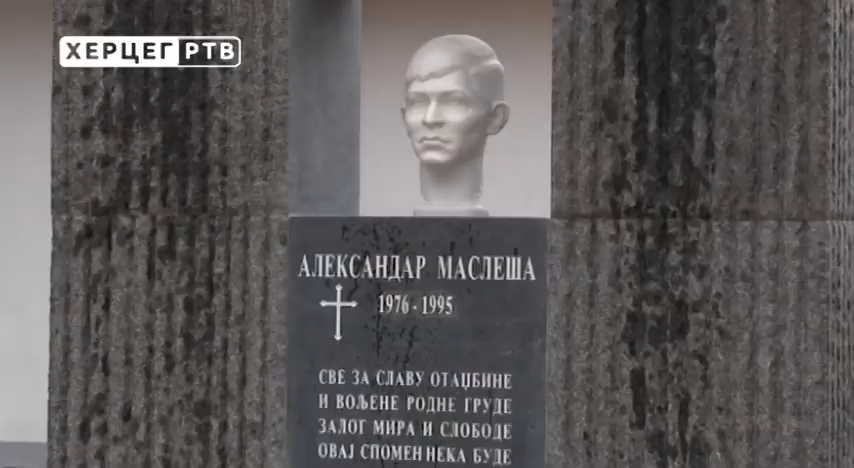 ХЕРЦЕГ РТВ
АЛЕКСАНДАР МАСЛЕША
1976 - 1995
СВЕ ЗА СЛАВУ ОТАЏБИНЕ
И ВОЉЕНЕ РОДНЕ ГРУДЕ
ЗАЛОГ МИРА И СЛОБОДЕ
ОВАЈ СПОМЕН НЕКА БУДЕ